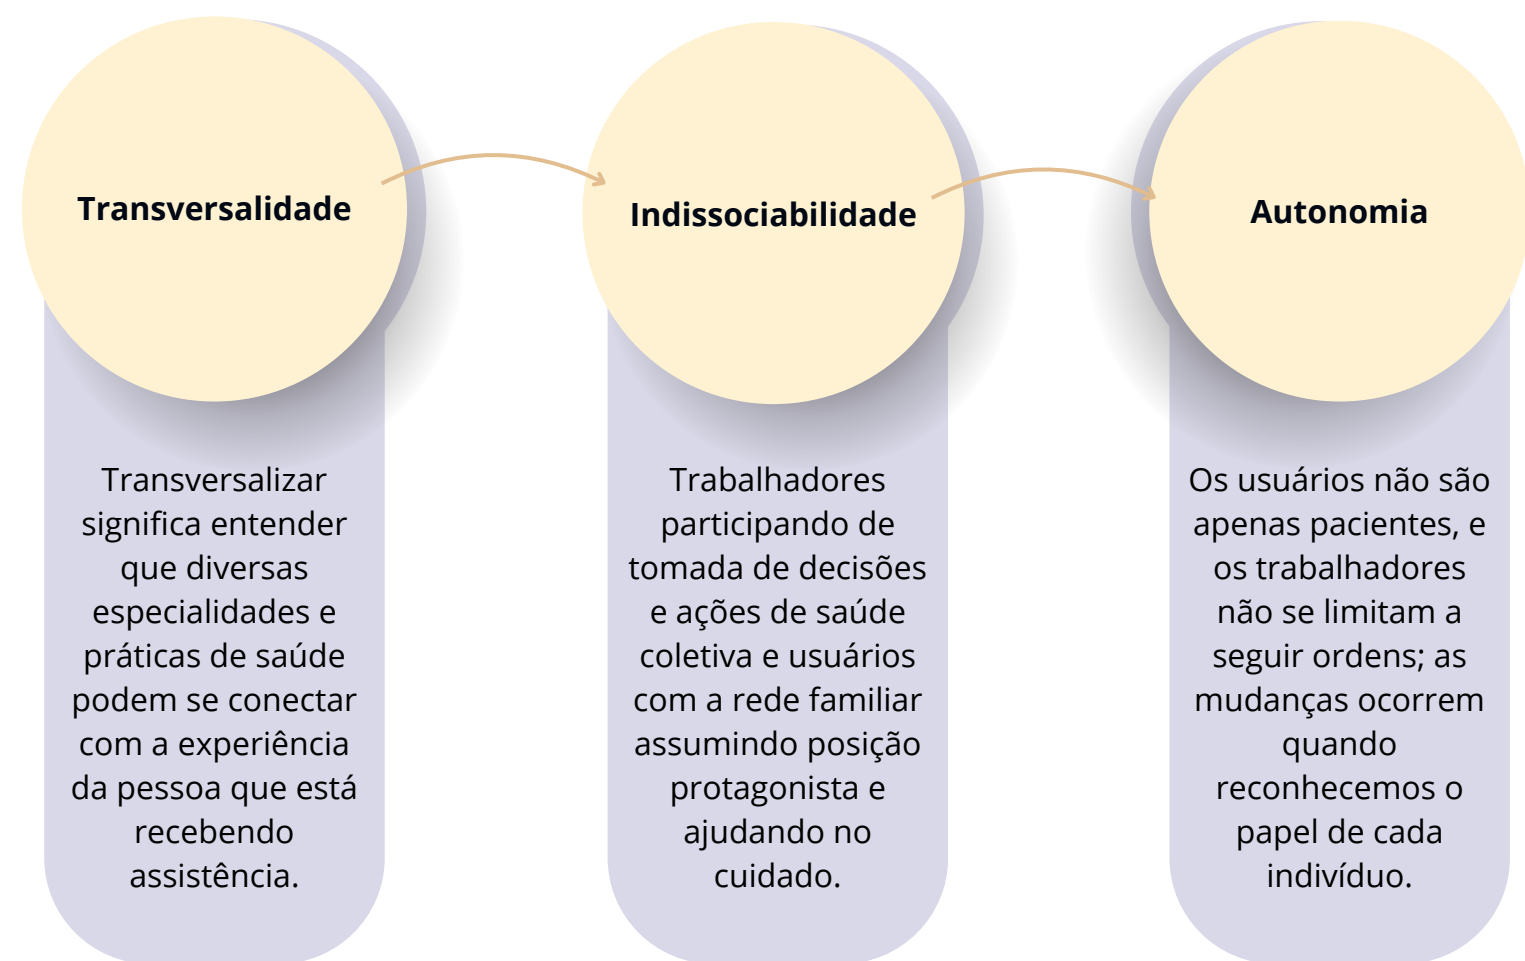 Transversalidade
Transversalizar
significa entender
que diversas
especialidades e
práticas de saúde
podem se conectar
com a experiência
da pessoa que está
recebendo
assistência.
Indissociabilidade
Trabalhadores
participando de
tomada de decisões
e ações de saúde
coletiva e usuários
com a rede familiar
assumindo posição
protagonista e
ajudando no
cuidado.
Autonomia
Os usuários não são
apenas pacientes, e
os trabalhadores
não se limitam a
seguir ordens; as
mudanças ocorrem
quando
reconhecemos o
papel de cada
indivíduo.